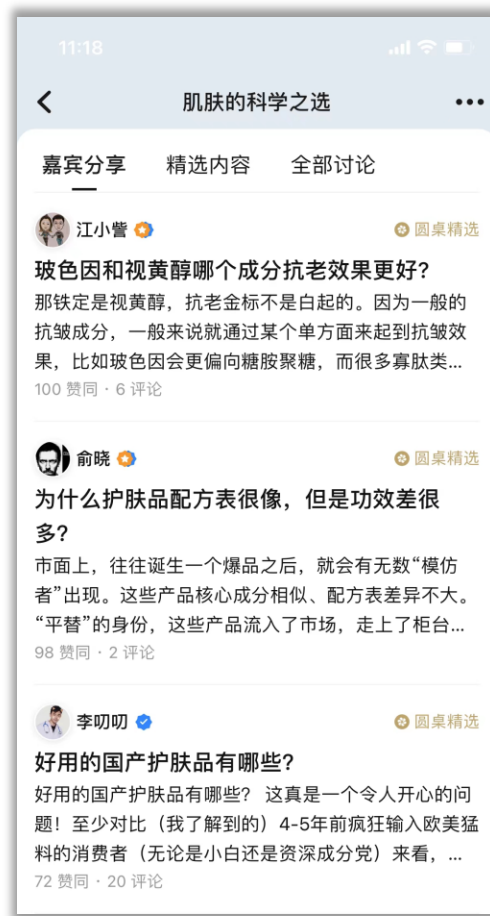 11:18
肌肤的科学之选
嘉宾分享 精选内容 全部讨论
江小訾 圆桌精选
玻色因和视黄醇哪个成分抗老效果更好?
那铁定是视黄醇，抗老金标不是白起的。因为一般的
抗皱成分，一般来说就通过某个单方面来起到抗皱效
果，比如玻色因会更偏向糖胺聚糖，而很多寡肽类...
100 赞同 · 6 评论
俞晓 圆桌精选
为什么护肤品配方表很像，但是功效差很
多?
市面上，往往诞生一个爆品之后，就会有无数“模仿
者”出现。这些产品核心成分相似、配方表差异不大。
“平替”的身份，这些产品流入了市场，走上了柜台...
98 赞同 · 2 评论
李叨叨 圆桌精选
好用的国产护肤品有哪些?
好用的国产护肤品有哪些? 这真是一个令人开心的问
题！至少对比（我了解到的）4-5年前疯狂输入欧美猛
料的消费者（无论是小白还是资深成分党）来看，...
72 赞同 · 20 评论